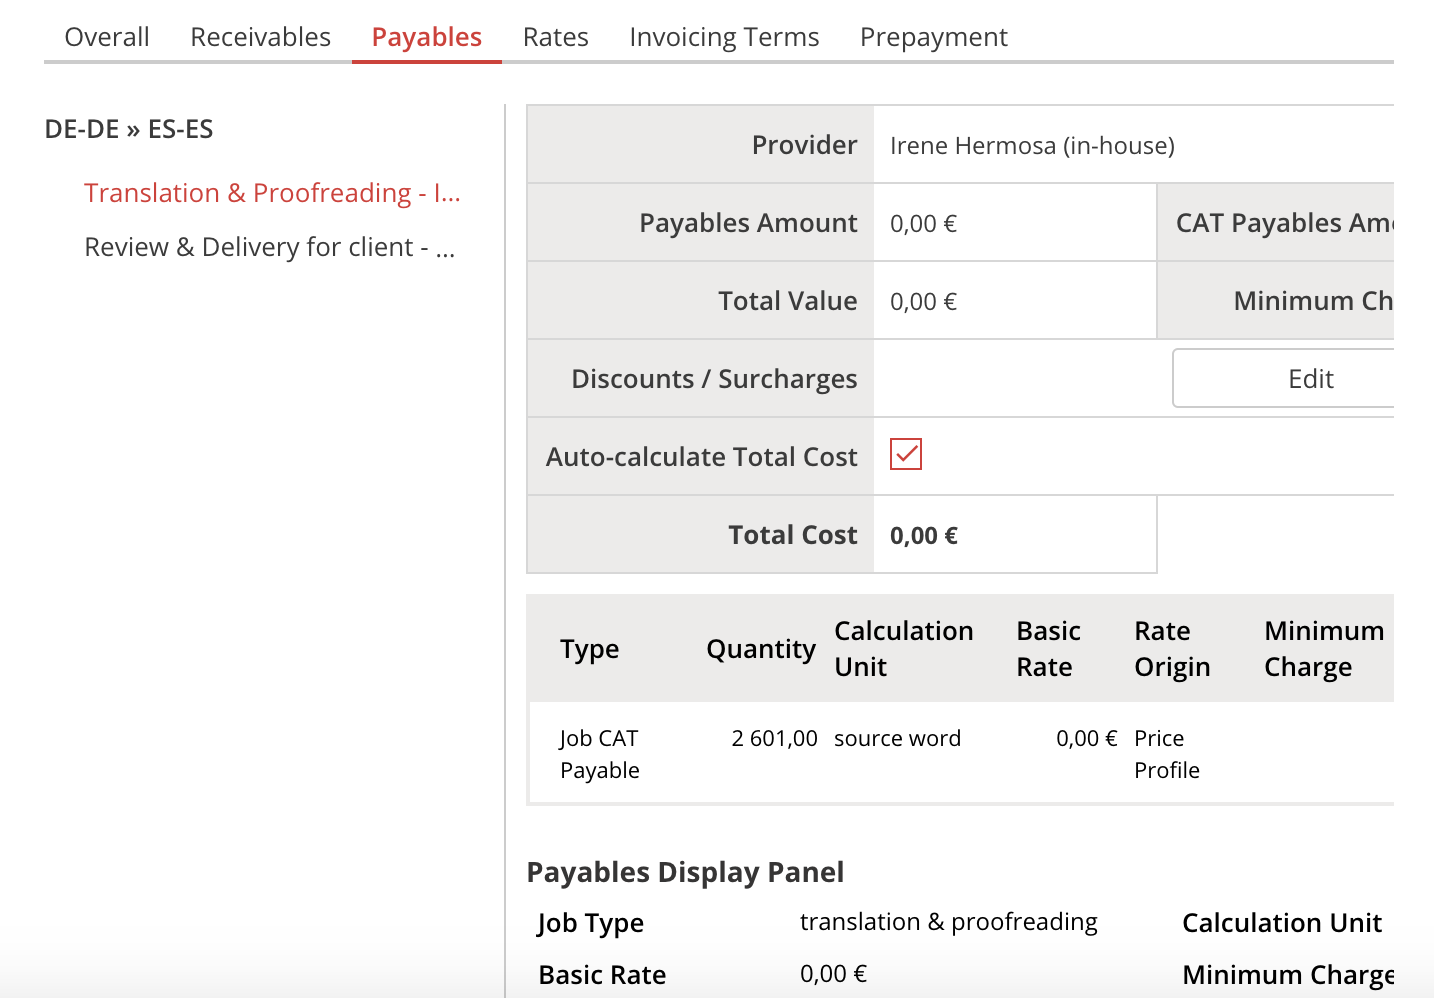 Overall Receivables Payables Rates Invoicing Terms Prepayment
DE-DE » ES-ES
Translation & Proofreading - I...
Review & Delivery for client - ...
Provider Irene Hermosa (in-house)
Payables Amount 0,00 € CAT Payables Am
Total Value 0,00 € Minimum Ch
Discounts / Surcharges Edit
Auto-calculate Total Cost
Total Cost 0,00 €
Type Quantity Calculation Unit Basic Rate Rate Origin Minimum Charge
Job CAT Payable 2 601,00 source word 0,00 € Price Profile
Payables Display Panel
Job Type translation & proofreading Calculation Unit
Basic Rate 0,00 € Minimum Charge